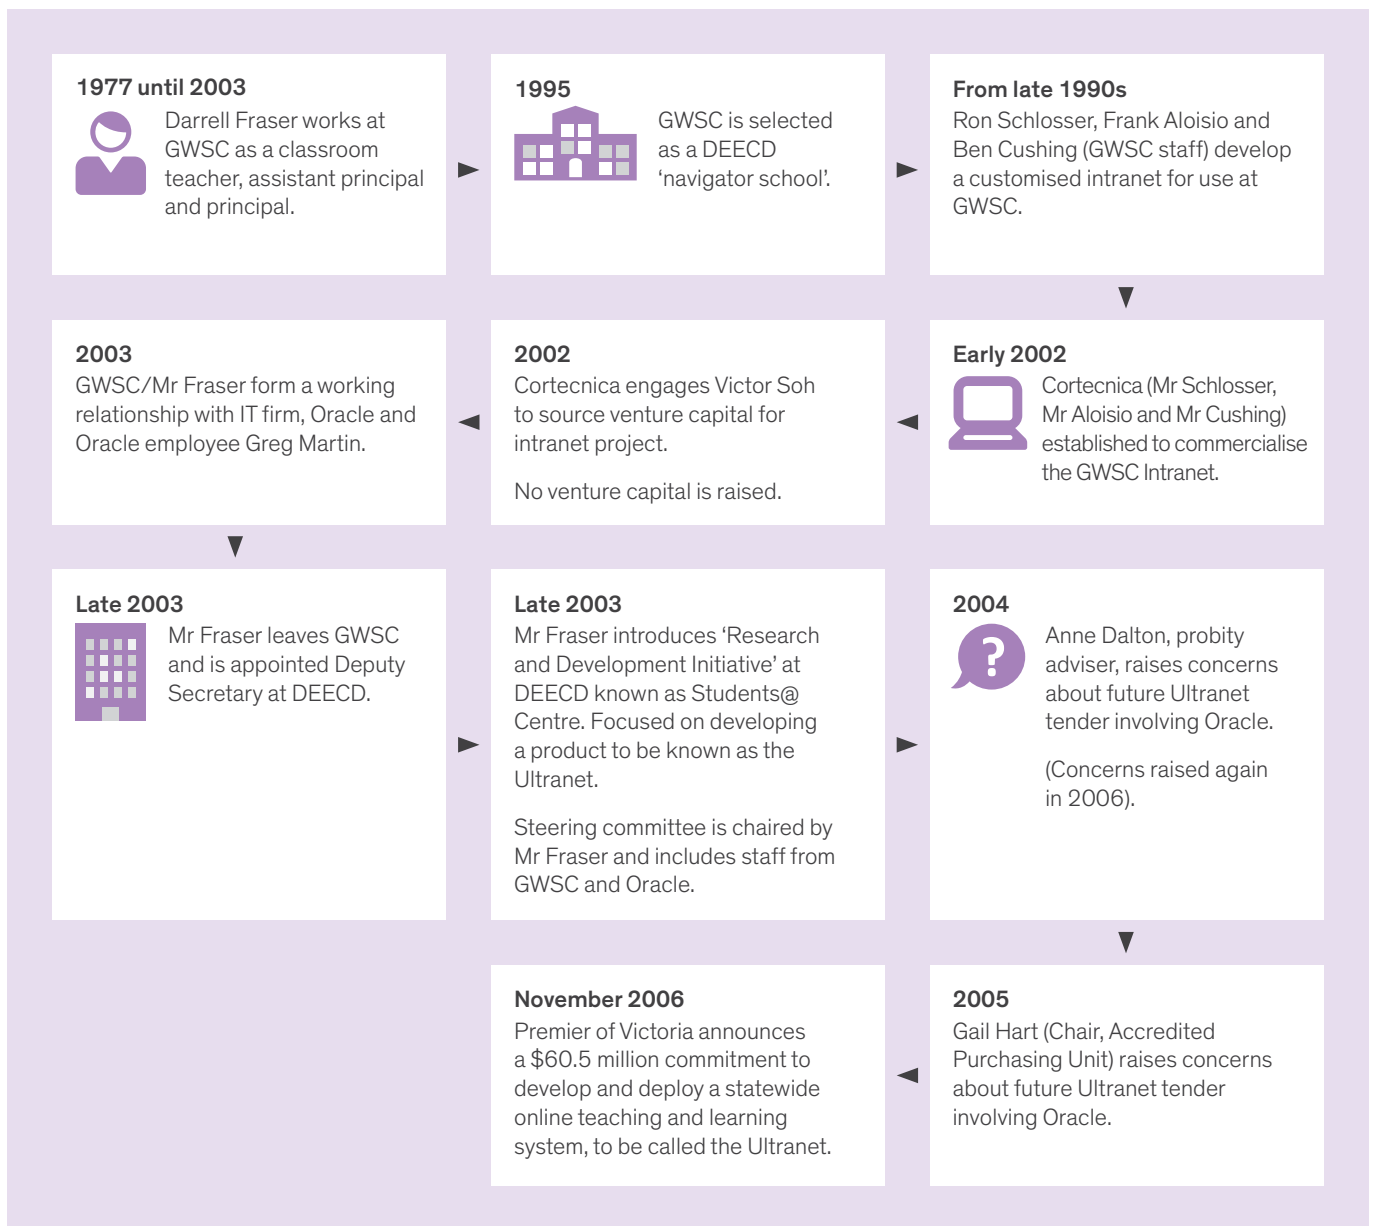 1977 until 2003
Darrell Fraser works at
GWSC as a classroom
teacher, assistant principal
and principal.
1995
GWSC is selected
as a DEECD
‘navigator school’.
From late 1990s
Ron Schlosser, Frank Aloisio and
Ben Cushing (GWSC staff) develop
a customised intranet for use at
GWSC.
Early 2002
Cortecnica (Mr Schlosser,
Mr Aloisio and Mr Cushing)
established to commercialise
the GWSC Intranet.
2002
Cortecnica engages Victor Soh
to source venture capital for
intranet project.
No venture capital is raised.
2003
GWSC/Mr Fraser form a working
relationship with IT firm, Oracle and
Oracle employee Greg Martin.
Late 2003
Mr Fraser leaves GWSC
and is appointed Deputy
Secretary at DEECD.
Late 2003
Mr Fraser introduces ‘Research
and Development Initiative’ at
DEECD known as Students@
Centre. Focused on developing
a product to be known as the
Ultranet.
Steering committee is chaired by
Mr Fraser and includes staff from
GWSC and Oracle.
2004
?
Anne Dalton, probity
adviser, raises concerns
about future Ultranet
tender involving Oracle.
(Concerns raised again
in 2006).
2005
Gail Hart (Chair, Accredited
Purchasing Unit) raises concerns
about future Ultranet tender
involving Oracle.
November 2006
Premier of Victoria announces
a $60.5 million commitment to
develop and deploy a statewide
online teaching and learning
system, to be called the Ultranet.